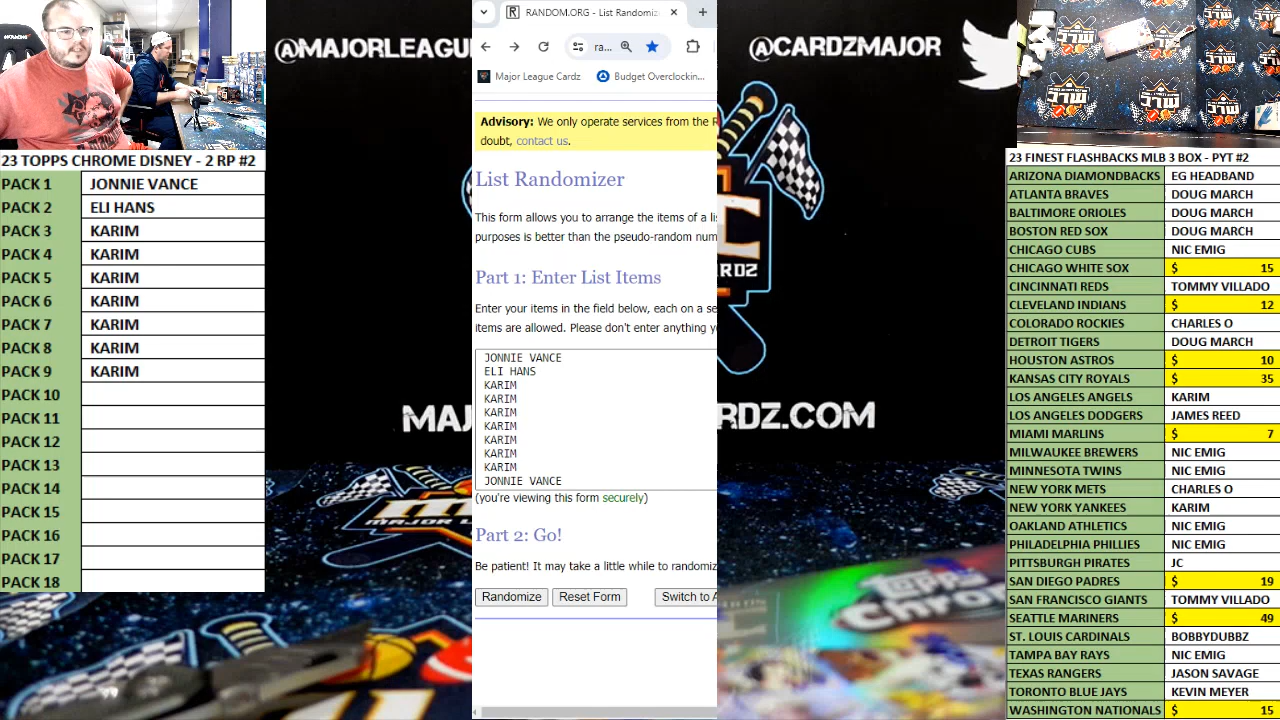 @MAJORLEAGU
@CARDZMAJOR
23 TOPPS CHROME DISNEY - 2 RP #2
PACK 1 JONNIE VANCE
PACK 2 ELI HANS
PACK 3 KARIM
PACK 4 KARIM
PACK 5 KARIM
PACK 6 KARIM
PACK 7 KARIM
PACK 8 KARIM
PACK 9 KARIM
PACK 10
PACK 11
PACK 12
PACK 13
PACK 14
PACK 15
PACK 16
PACK 17
PACK 18
RANDOM.ORG - List Randomiz
ra...
Major League Cardz
Budget Overclockin...
Advisory: We only operate services from the R
doubt, contact us.
List Randomizer
This form allows you to arrange the items of a li
purposes is better than the pseudo-random num
Part 1: Enter List Items
Enter your items in the field below, each on a se
items are allowed. Please don't enter anything y
JONNIE VANCE
ELI HANS
KARIM
KARIM
KARIM
KARIM
KARIM
KARIM
KARIM
JONNIE VANCE
(you're viewing this form securely)
Part 2: Go!
Be patient! It may take a little while to randomiz
Randomize Reset Form Switch to A
RDZ
MAJ
RDZ.COM
MAJOR L
topps
Chrome
23 FINEST FLASHBACKS MLB 3 BOX - PYT #2
ARIZONA DIAMONDBACKS EG HEADBAND
ATLANTA BRAVES DOUG MARCH
BALTIMORE ORIOLES DOUG MARCH
BOSTON RED SOX DOUG MARCH
CHICAGO CUBS NIC EMIG
CHICAGO WHITE SOX $ 15
CINCINNATI REDS TOMMY VILLADO
CLEVELAND INDIANS $ 12
COLORADO ROCKIES CHARLES O
DETROIT TIGERS DOUG MARCH
HOUSTON ASTROS $ 10
KANSAS CITY ROYALS $ 35
LOS ANGELES ANGELS KARIM
LOS ANGELES DODGERS JAMES REED
MIAMI MARLINS $ 7
MILWAUKEE BREWERS NIC EMIG
MINNESOTA TWINS NIC EMIG
NEW YORK METS CHARLES O
NEW YORK YANKEES KARIM
OAKLAND ATHLETICS NIC EMIG
PHILADELPHIA PHILLIES NIC EMIG
PITTSBURGH PIRATES JC
SAN DIEGO PADRES $ 19
SAN FRANCISCO GIANTS TOMMY VILLADO
SEATTLE MARINERS $ 49
ST. LOUIS CARDINALS BOBBYDUBBZ
TAMPA BAY RAYS NIC EMIG
TEXAS RANGERS JASON SAVAGE
TORONTO BLUE JAYS KEVIN MEYER
WASHINGTON NATIONALS $ 15